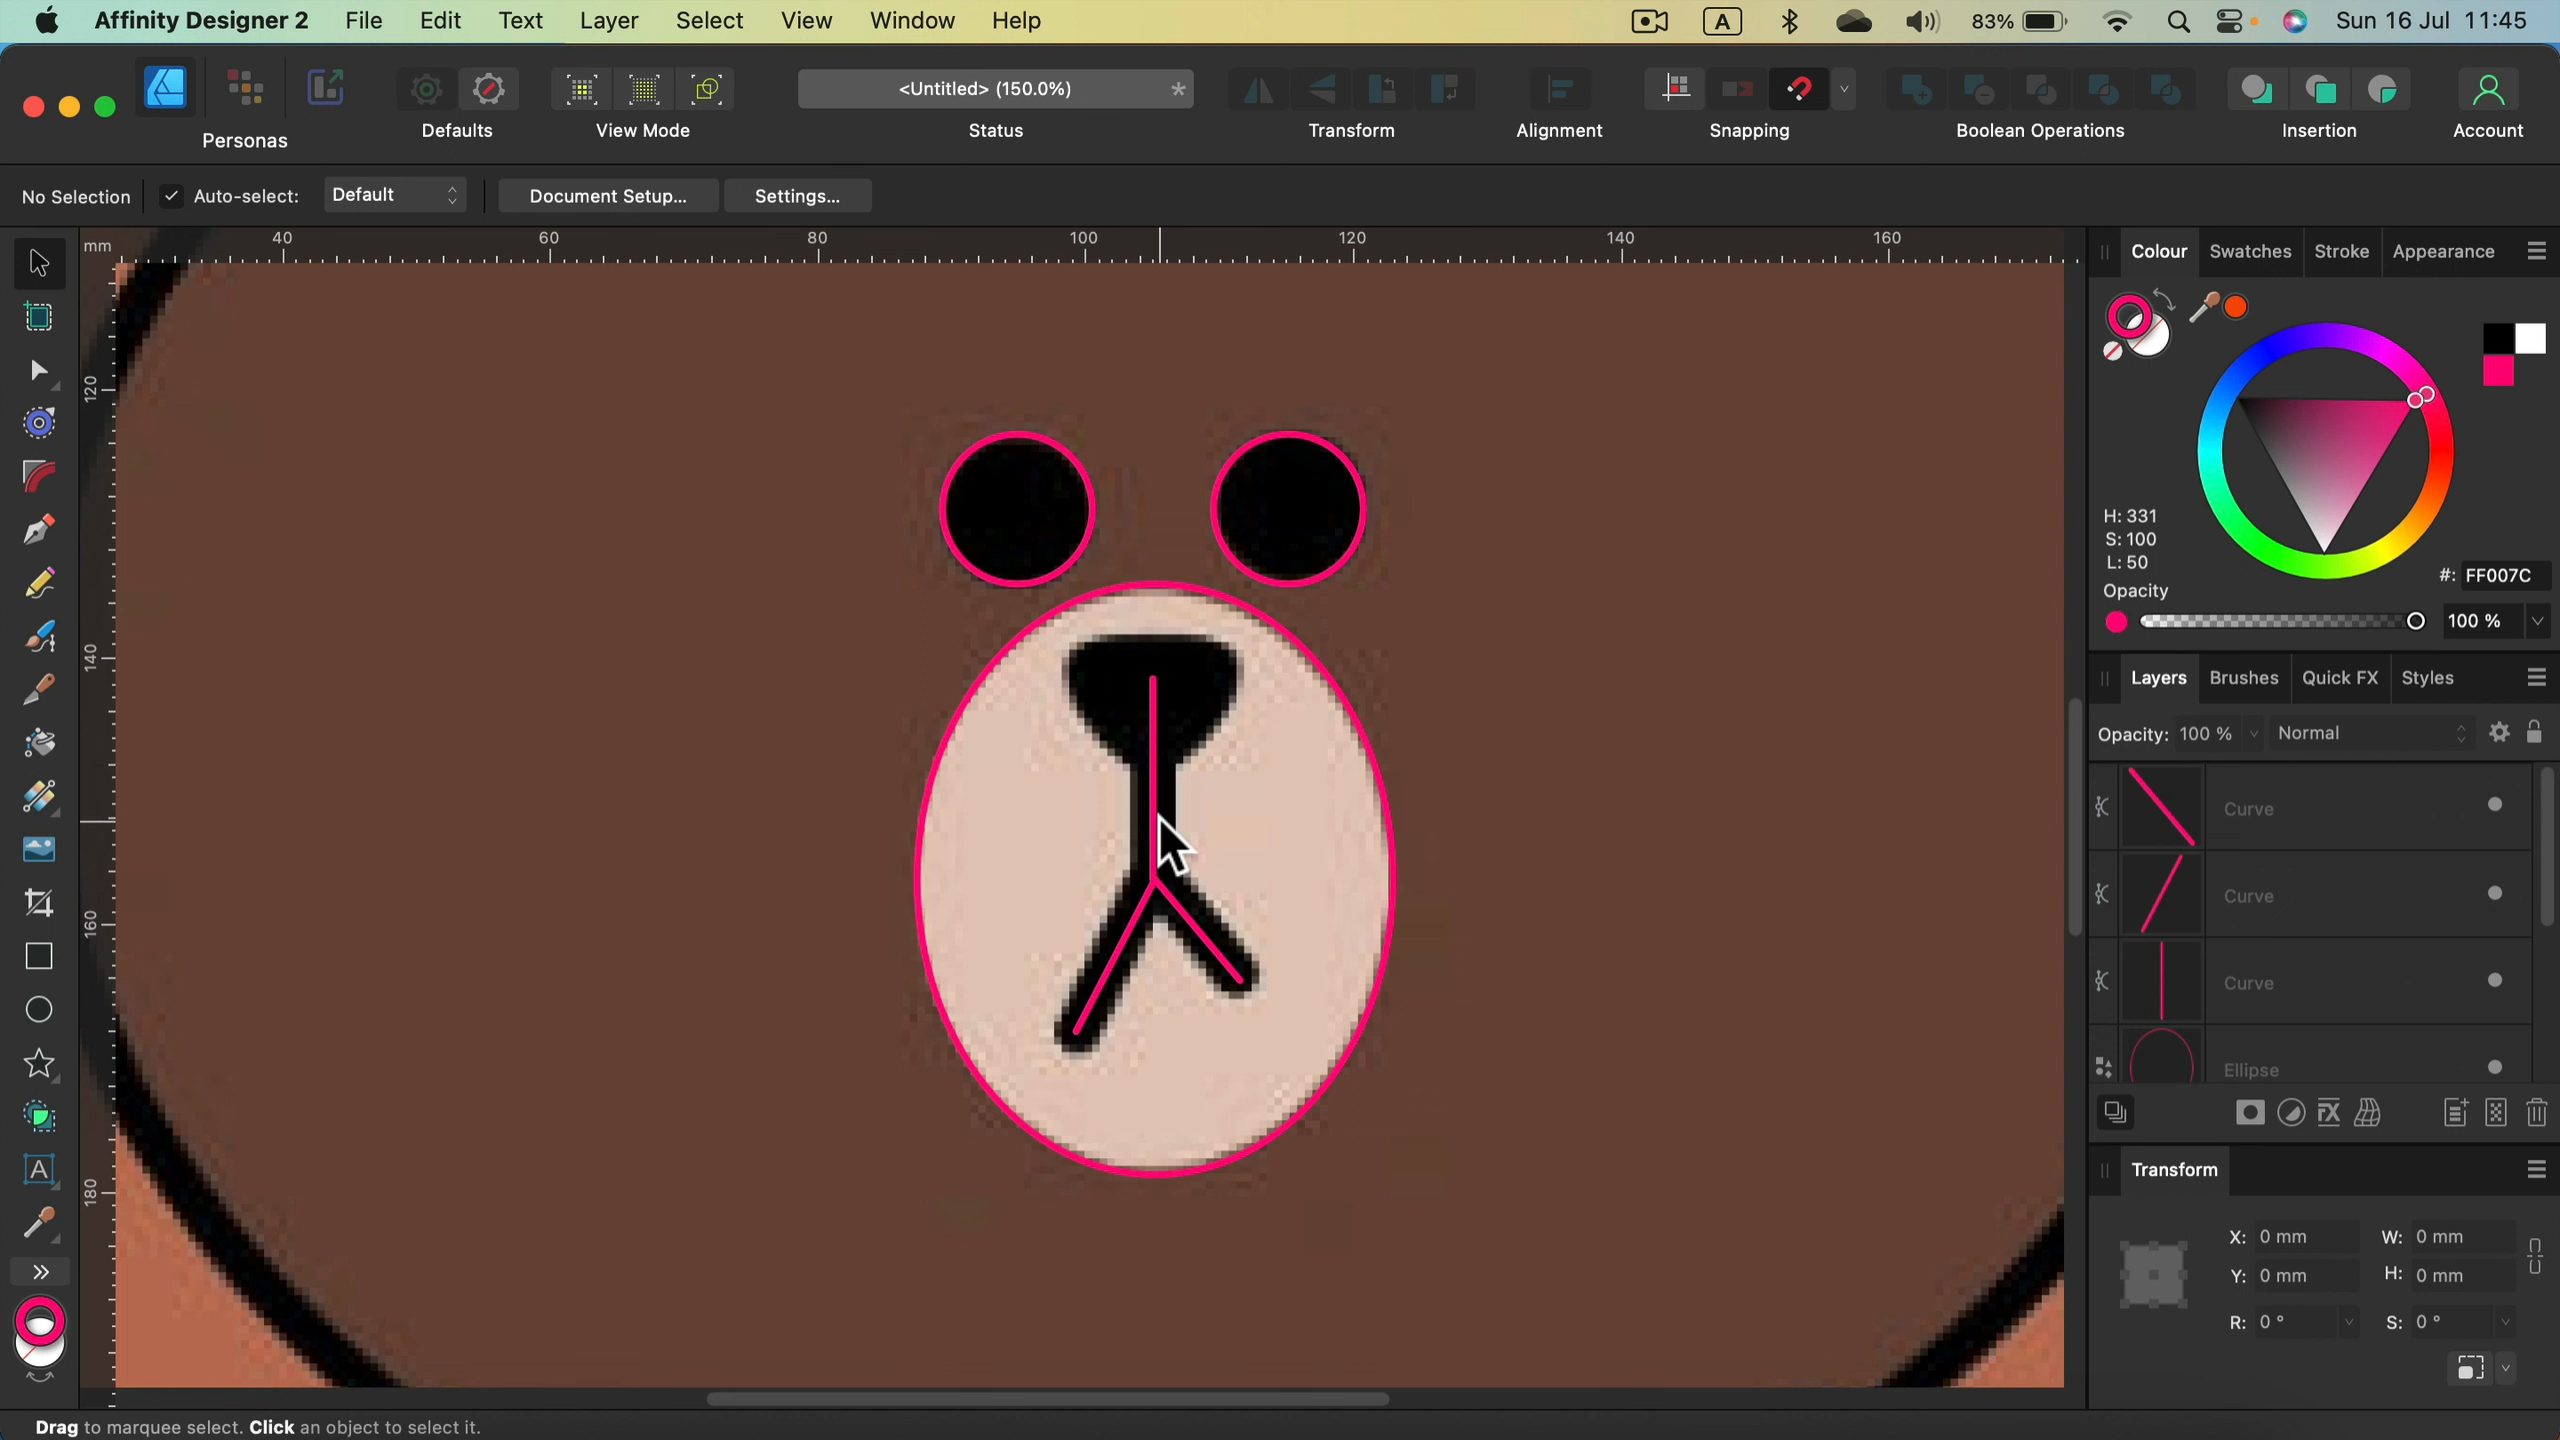 Affinity Designer 2 File Edit Text Layer Select View Window Help A 83% Sun 16 Jul 11:45
<Untitled> (150.0%) *
Personas Defaults View Mode Status Transform Alignment Snapping Boolean Operations Insertion Account
No Selection Auto-select: Default Document Setup... Settings...
mm 40 60 80 100 120 140 160
120
140
160
180
Colour Swatches Stroke Appearance
H: 331
S: 100
L: 50
#: FF007C
Opacity
100 %
Layers Brushes Quick FX Styles
Opacity: 100 % Normal
Curve
Curve
Curve
Ellipse
FX
Transform
X: 0 mm W: 0 mm
Y: 0 mm H: 0 mm
R: 0 ° S: 0 °
A
Drag to marquee select. Click an object to select it.